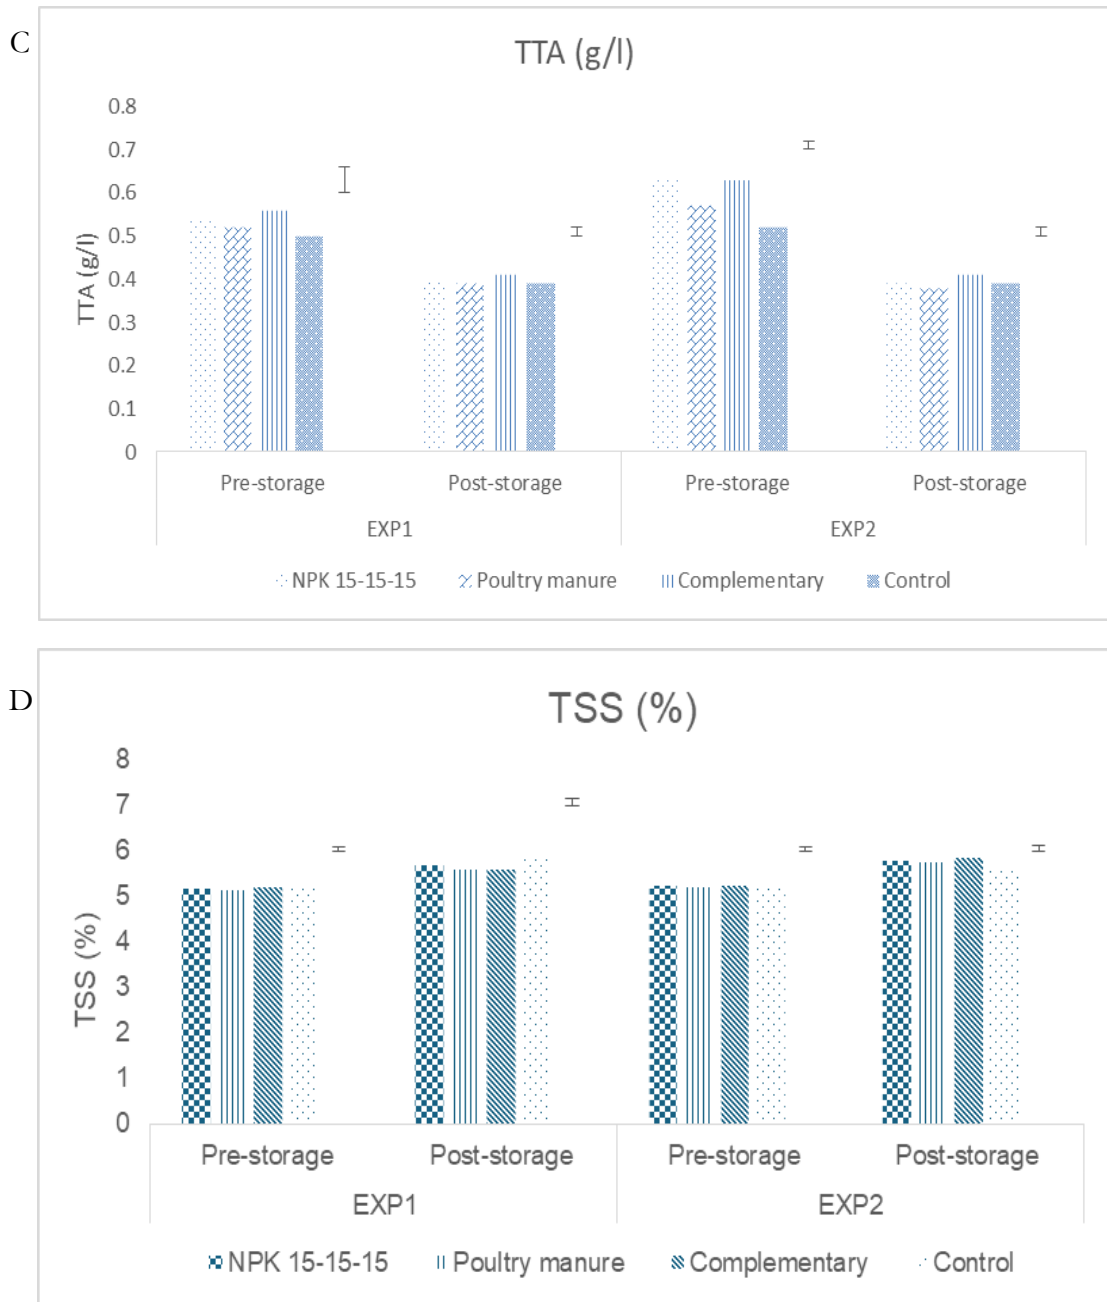 C
TTA (g/l)
0.8
0.7
0.6
0.5
0.4
0.3
0.2
0.1
0
TTA (g/l)
Pre-storage Post-storage Pre-storage Post-storage
EXP1 EXP2
NPK 15-15-15 Poultry manure Complementary Control
D
TSS (%)
8
7
6
5
4
3
2
1
0
TSS (%)
Pre-storage Post-storage Pre-storage Post-storage
EXP1 EXP2
NPK 15-15-15 Poultry manure Complementary Control